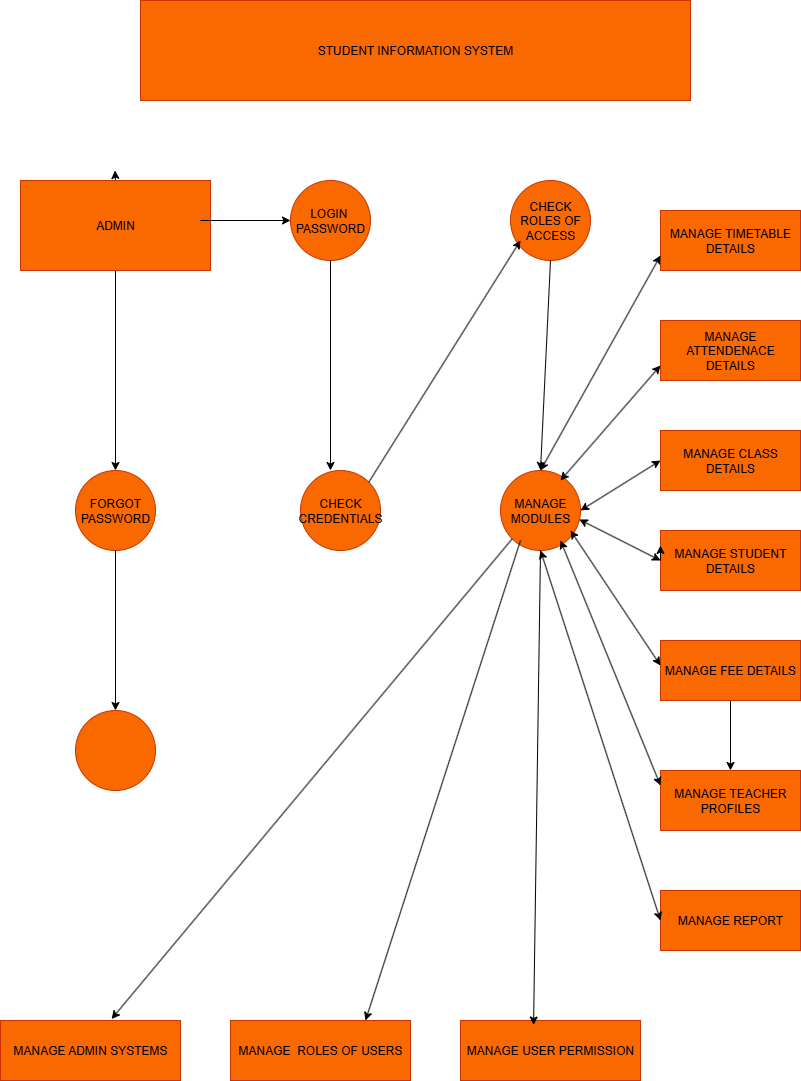 STUDENT INFORMATION SYSTEM
ADMIN
LOGIN
PASSWORD
CHECK
ROLES OF
ACCESS
MANAGE TIMETABLE
DETAILS
MANAGE
ATTENDENACE
DETAILS
MANAGE CLASS
DETAILS
FORGOT
PASSWORD
CHECK
CREDENTIALS
MANAGE
MODULES
MANAGE STUDENT
DETAILS
MANAGE FEE DETAILS
MANAGE TEACHER
PROFILES
MANAGE REPORT
MANAGE ADMIN SYSTEMS
MANAGE  ROLES OF USERS
MANAGE USER PERMISSION